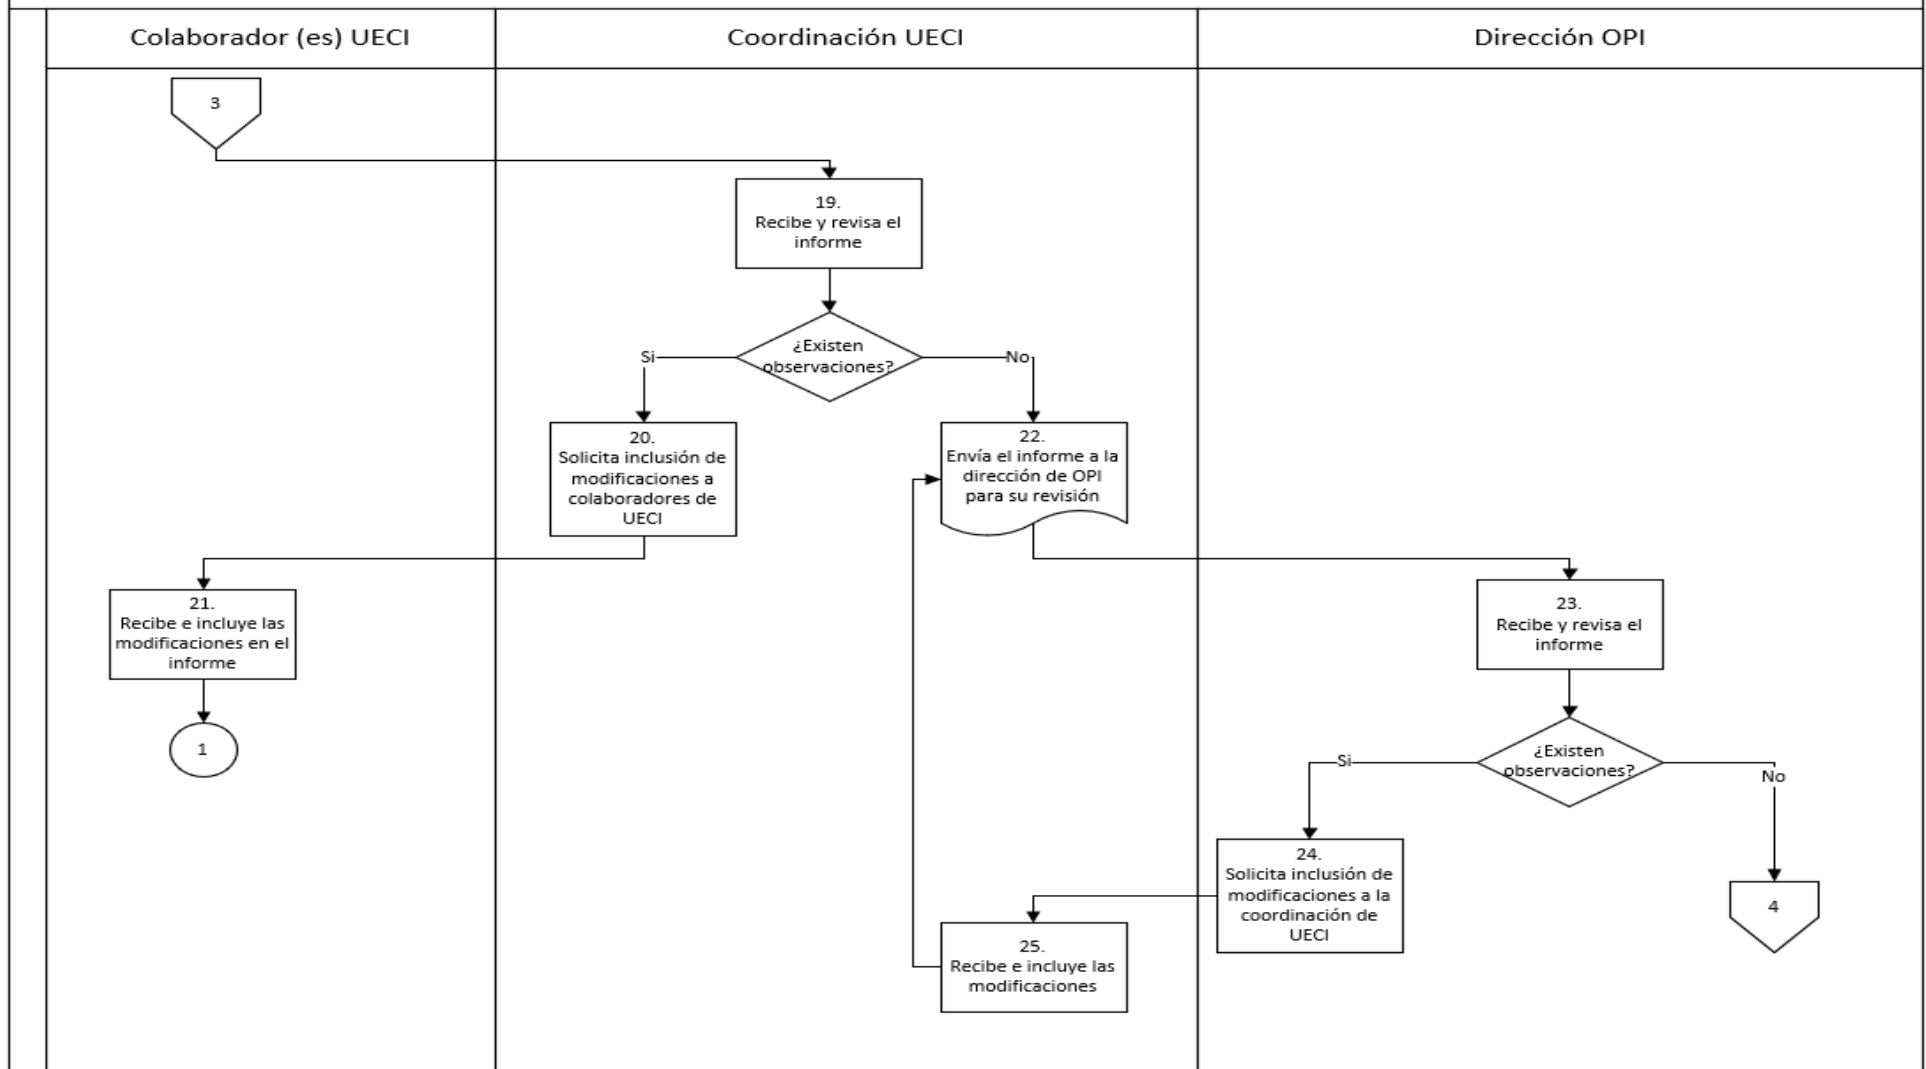 Colaborador (es) UECI
Coordinación UECI
Dirección OPI
3
19.
Recibe y revisa el
informe
¿Existen
observaciones?
Si
No
20.
Solicita inclusión de
modificaciones a
colaboradores de
UECI
22.
Envía el informe a la
dirección de OPI
para su revisión
21.
Recibe e incluye las
modificaciones en el
informe
1
23.
Recibe y revisa el
informe
¿Existen
observaciones?
Si
No
24.
Solicita inclusión de
modificaciones a la
coordinación de
UECI
4
25.
Recibe e incluye las
modificaciones